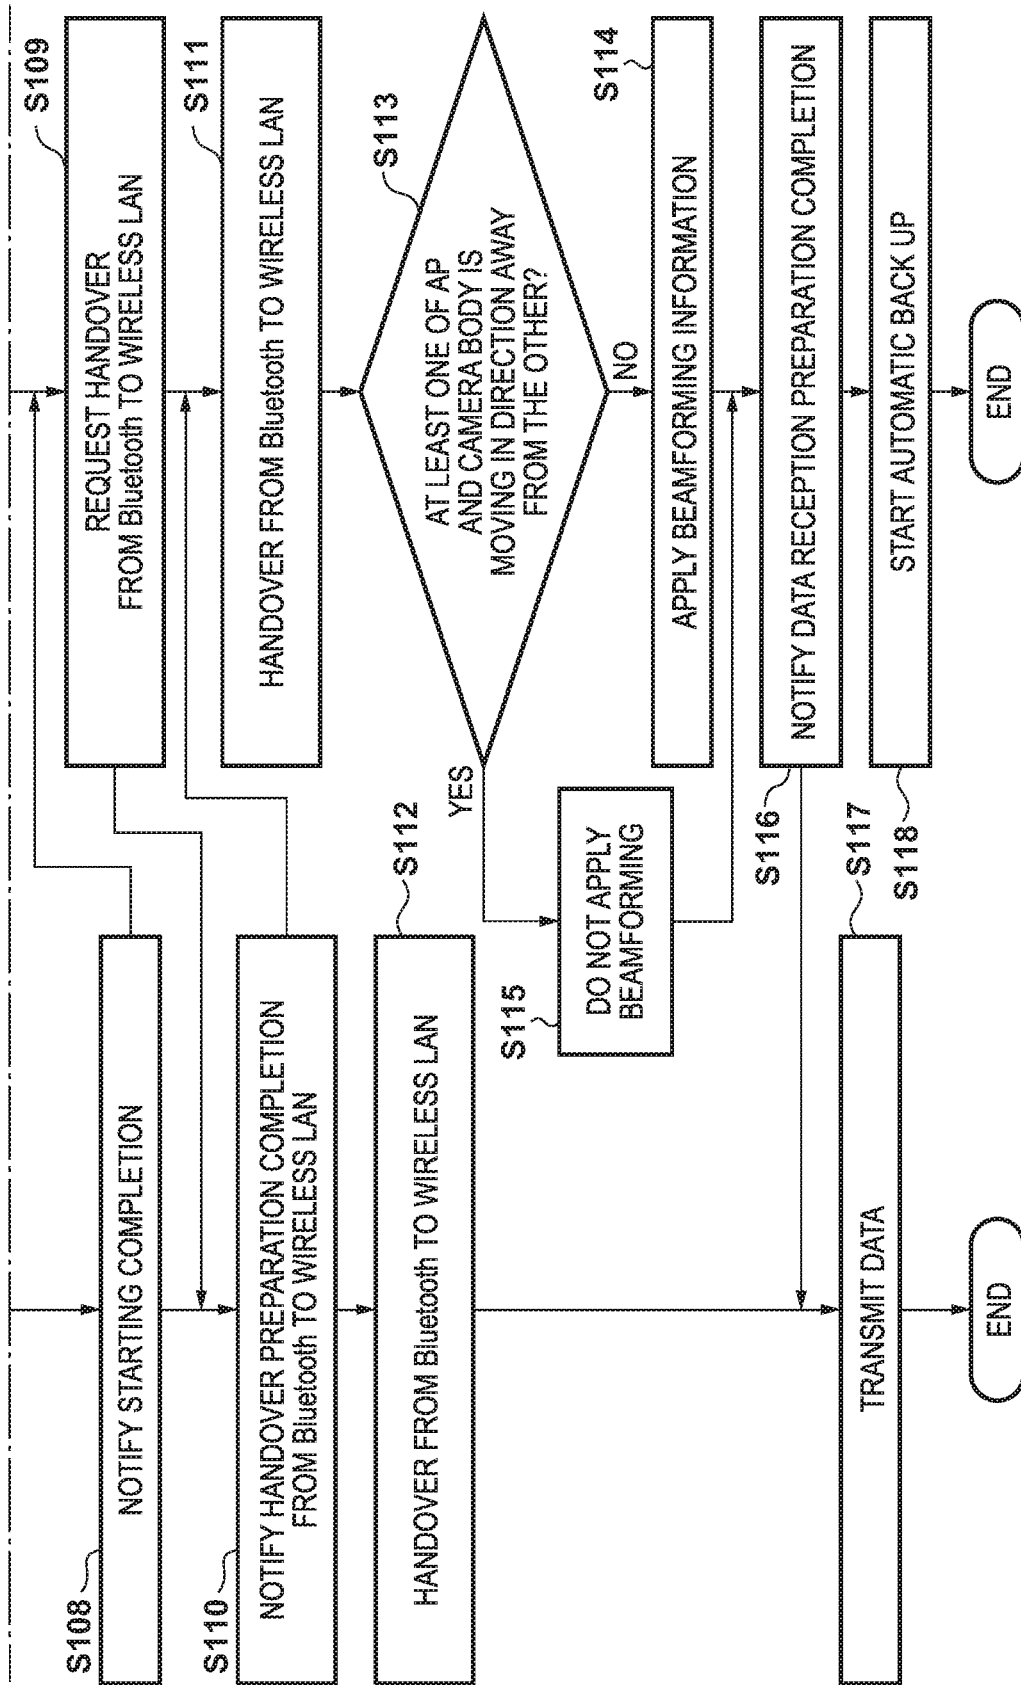 S108
NOTIFY STARTING COMPLETION
S109
REQUEST HANDOVER
FROM Bluetooth TO WIRELESS LAN
S110
NOTIFY HANDOVER PREPARATION COMPLETION
FROM Bluetooth TO WIRELESS LAN
S111
HANDOVER FROM Bluetooth TO WIRELESS LAN
S112
HANDOVER FROM Bluetooth TO WIRELESS LAN
S113
AT LEAST ONE OF AP
AND CAMERA BODY IS
MOVING IN DIRECTION AWAY
FROM THE OTHER?
YES
NO
S115
DO NOT APPLY
BEAMFORMING
S114
APPLY BEAMFORMING INFORMATION
S116
NOTIFY DATA RECEPTION PREPARATION COMPLETION
S117
TRANSMIT DATA
S118
START AUTOMATIC BACK UP
END
END